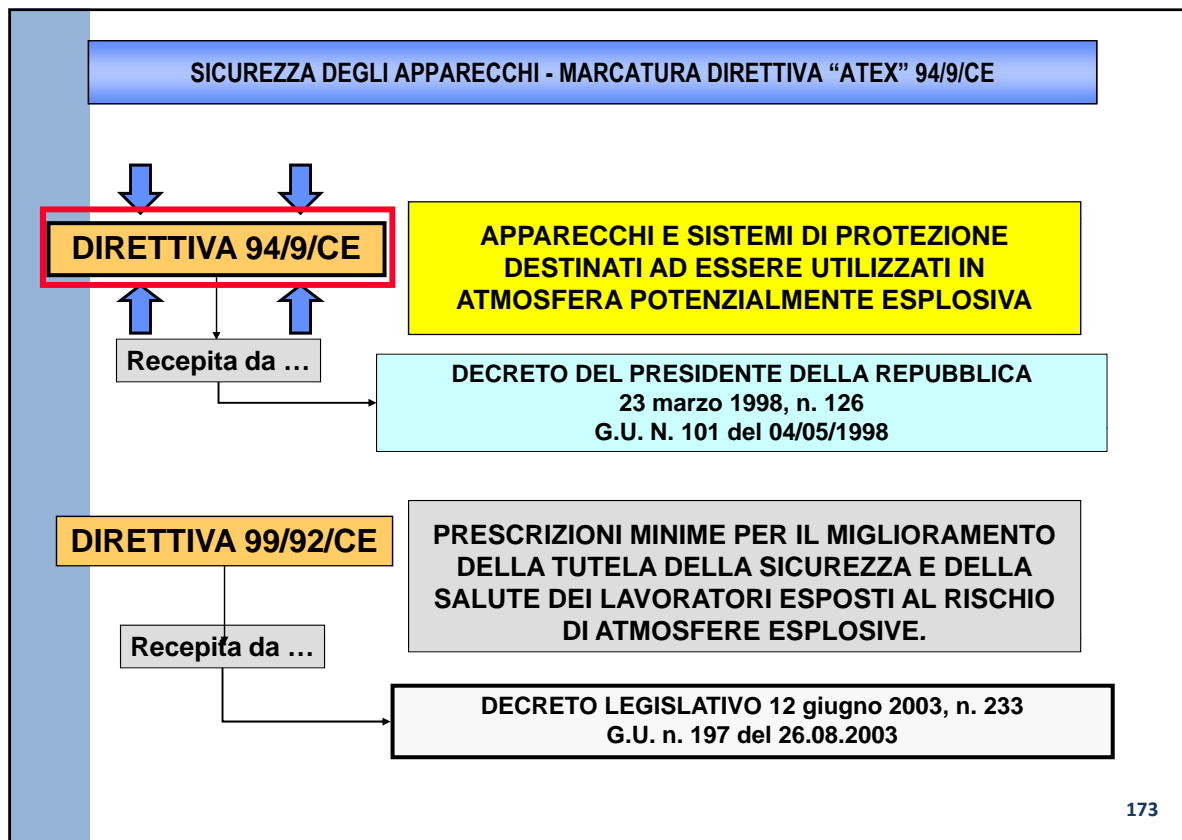 SICUREZZA DEGLI APPARECCHI - MARCATURA DIRETTIVA “ATEX” 94/9/CE
DIRETTIVA 94/9/CE
APPARECCHI E SISTEMI DI PROTEZIONE
DESTINATI AD ESSERE UTILIZZATI IN
ATMOSFERA POTENZIALMENTE ESPLOSIVA
Recepita da …
DECRETO DEL PRESIDENTE DELLA REPUBBLICA
23 marzo 1998, n. 126
G.U. N. 101 del 04/05/1998
DIRETTIVA 99/92/CE
PRESCRIZIONI MINIME PER IL MIGLIORAMENTO
DELLA TUTELA DELLA SICUREZZA E DELLA
SALUTE DEI LAVORATORI ESPOSTI AL RISCHIO
DI ATMOSFERE ESPLOSIVE.
Recepita da …
DECRETO LEGISLATIVO 12 giugno 2003, n. 233
G.U. n. 197 del 26.08.2003
173